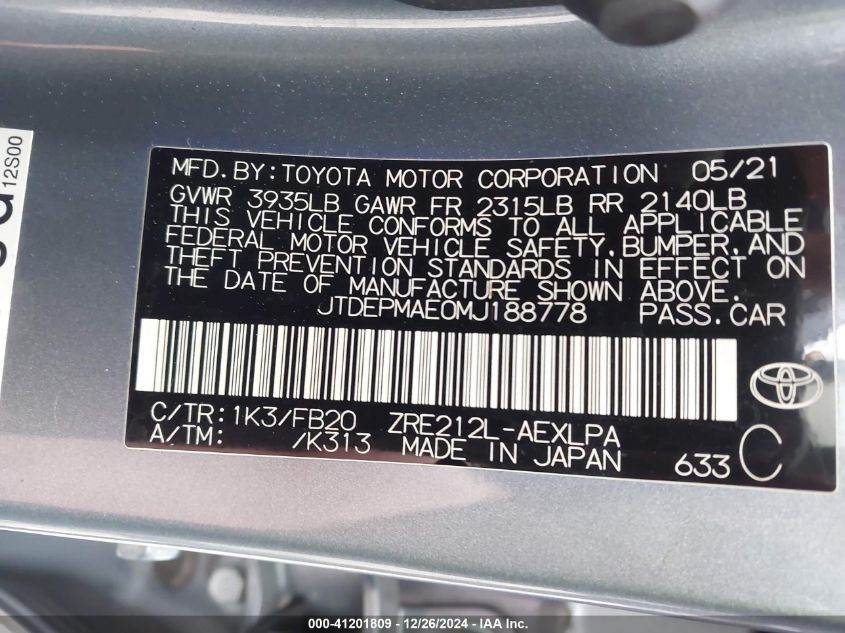 MFD.BY:TOYOTA MOTOR CORPORATION 05/21
GVWR 3935LB GAWR FR 2315LB RR 2140LB
THIS VEHICLE CONFORMS TO ALL APPLICABLE
FEDERAL MOTOR VEHICLE SAFETY,BUMPER,AND
THEFT PREVENTION STANDARDS IN EFFECT ON
THE DATE OF MANUFACTURE SHOWN ABOVE.
JTDEPMAE0MJ188778 PASS.CAR
C/TR:1K3/FB20 ZRE212L-AEXLPA
A/TM: /K313 MADE IN JAPAN 633 C
12S00
000-41201809 - 12/26/2024 - IAA Inc.